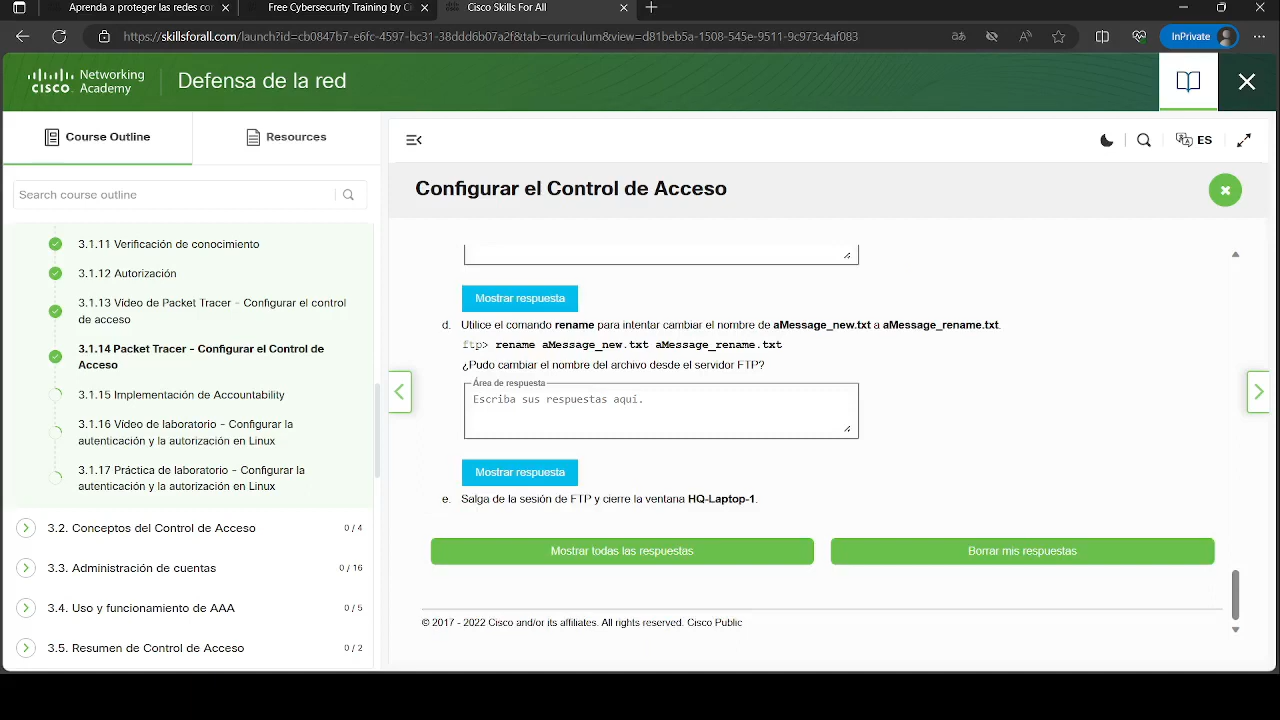 Aprenda a proteger las redes cor
Free Cybersecurity Training by Ci
Cisco Skills For All
https://skillsforall.com/launch?id=cb0847b7-e6fc-4597-bc31-38ddd6b07a2f&tab=curriculum&view=d81beb5a-1508-545e-9511-9c973c4af083
InPrivate
Networking
CISCO Academy
Defensa de la red
Course Outline
Resources
ES
Search course outline
Configurar el Control de Acceso
3.1.11 Verificación de conocimiento
3.1.12 Autorización
3.1.13 Vídeo de Packet Tracer - Configurar el control
de acceso
3.1.14 Packet Tracer - Configurar el Control de
Acceso
3.1.15 Implementación de Accountability
3.1.16 Vídeo de laboratorio - Configurar la
autenticación y la autorización en Linux
3.1.17 Práctica de laboratorio - Configurar la
autenticación y la autorización en Linux
3.2. Conceptos del Control de Acceso 0 / 4
3.3. Administración de cuentas 0 / 16
3.4. Uso y funcionamiento de AAA 0 / 5
3.5. Resumen de Control de Acceso 0 / 2
Mostrar respuesta
d. Utilice el comando rename para intentar cambiar el nombre de aMessage_new.txt a aMessage_rename.txt.
ftp> rename aMessage_new.txt aMessage_rename.txt
¿Pudo cambiar el nombre del archivo desde el servidor FTP?
Área de respuesta
Escriba sus respuestas aquí.
Mostrar respuesta
e. Salga de la sesión de FTP y cierre la ventana HQ-Laptop-1.
Mostrar todas las respuestas
Borrar mis respuestas
© 2017 - 2022 Cisco and/or its affiliates. All rights reserved. Cisco Public